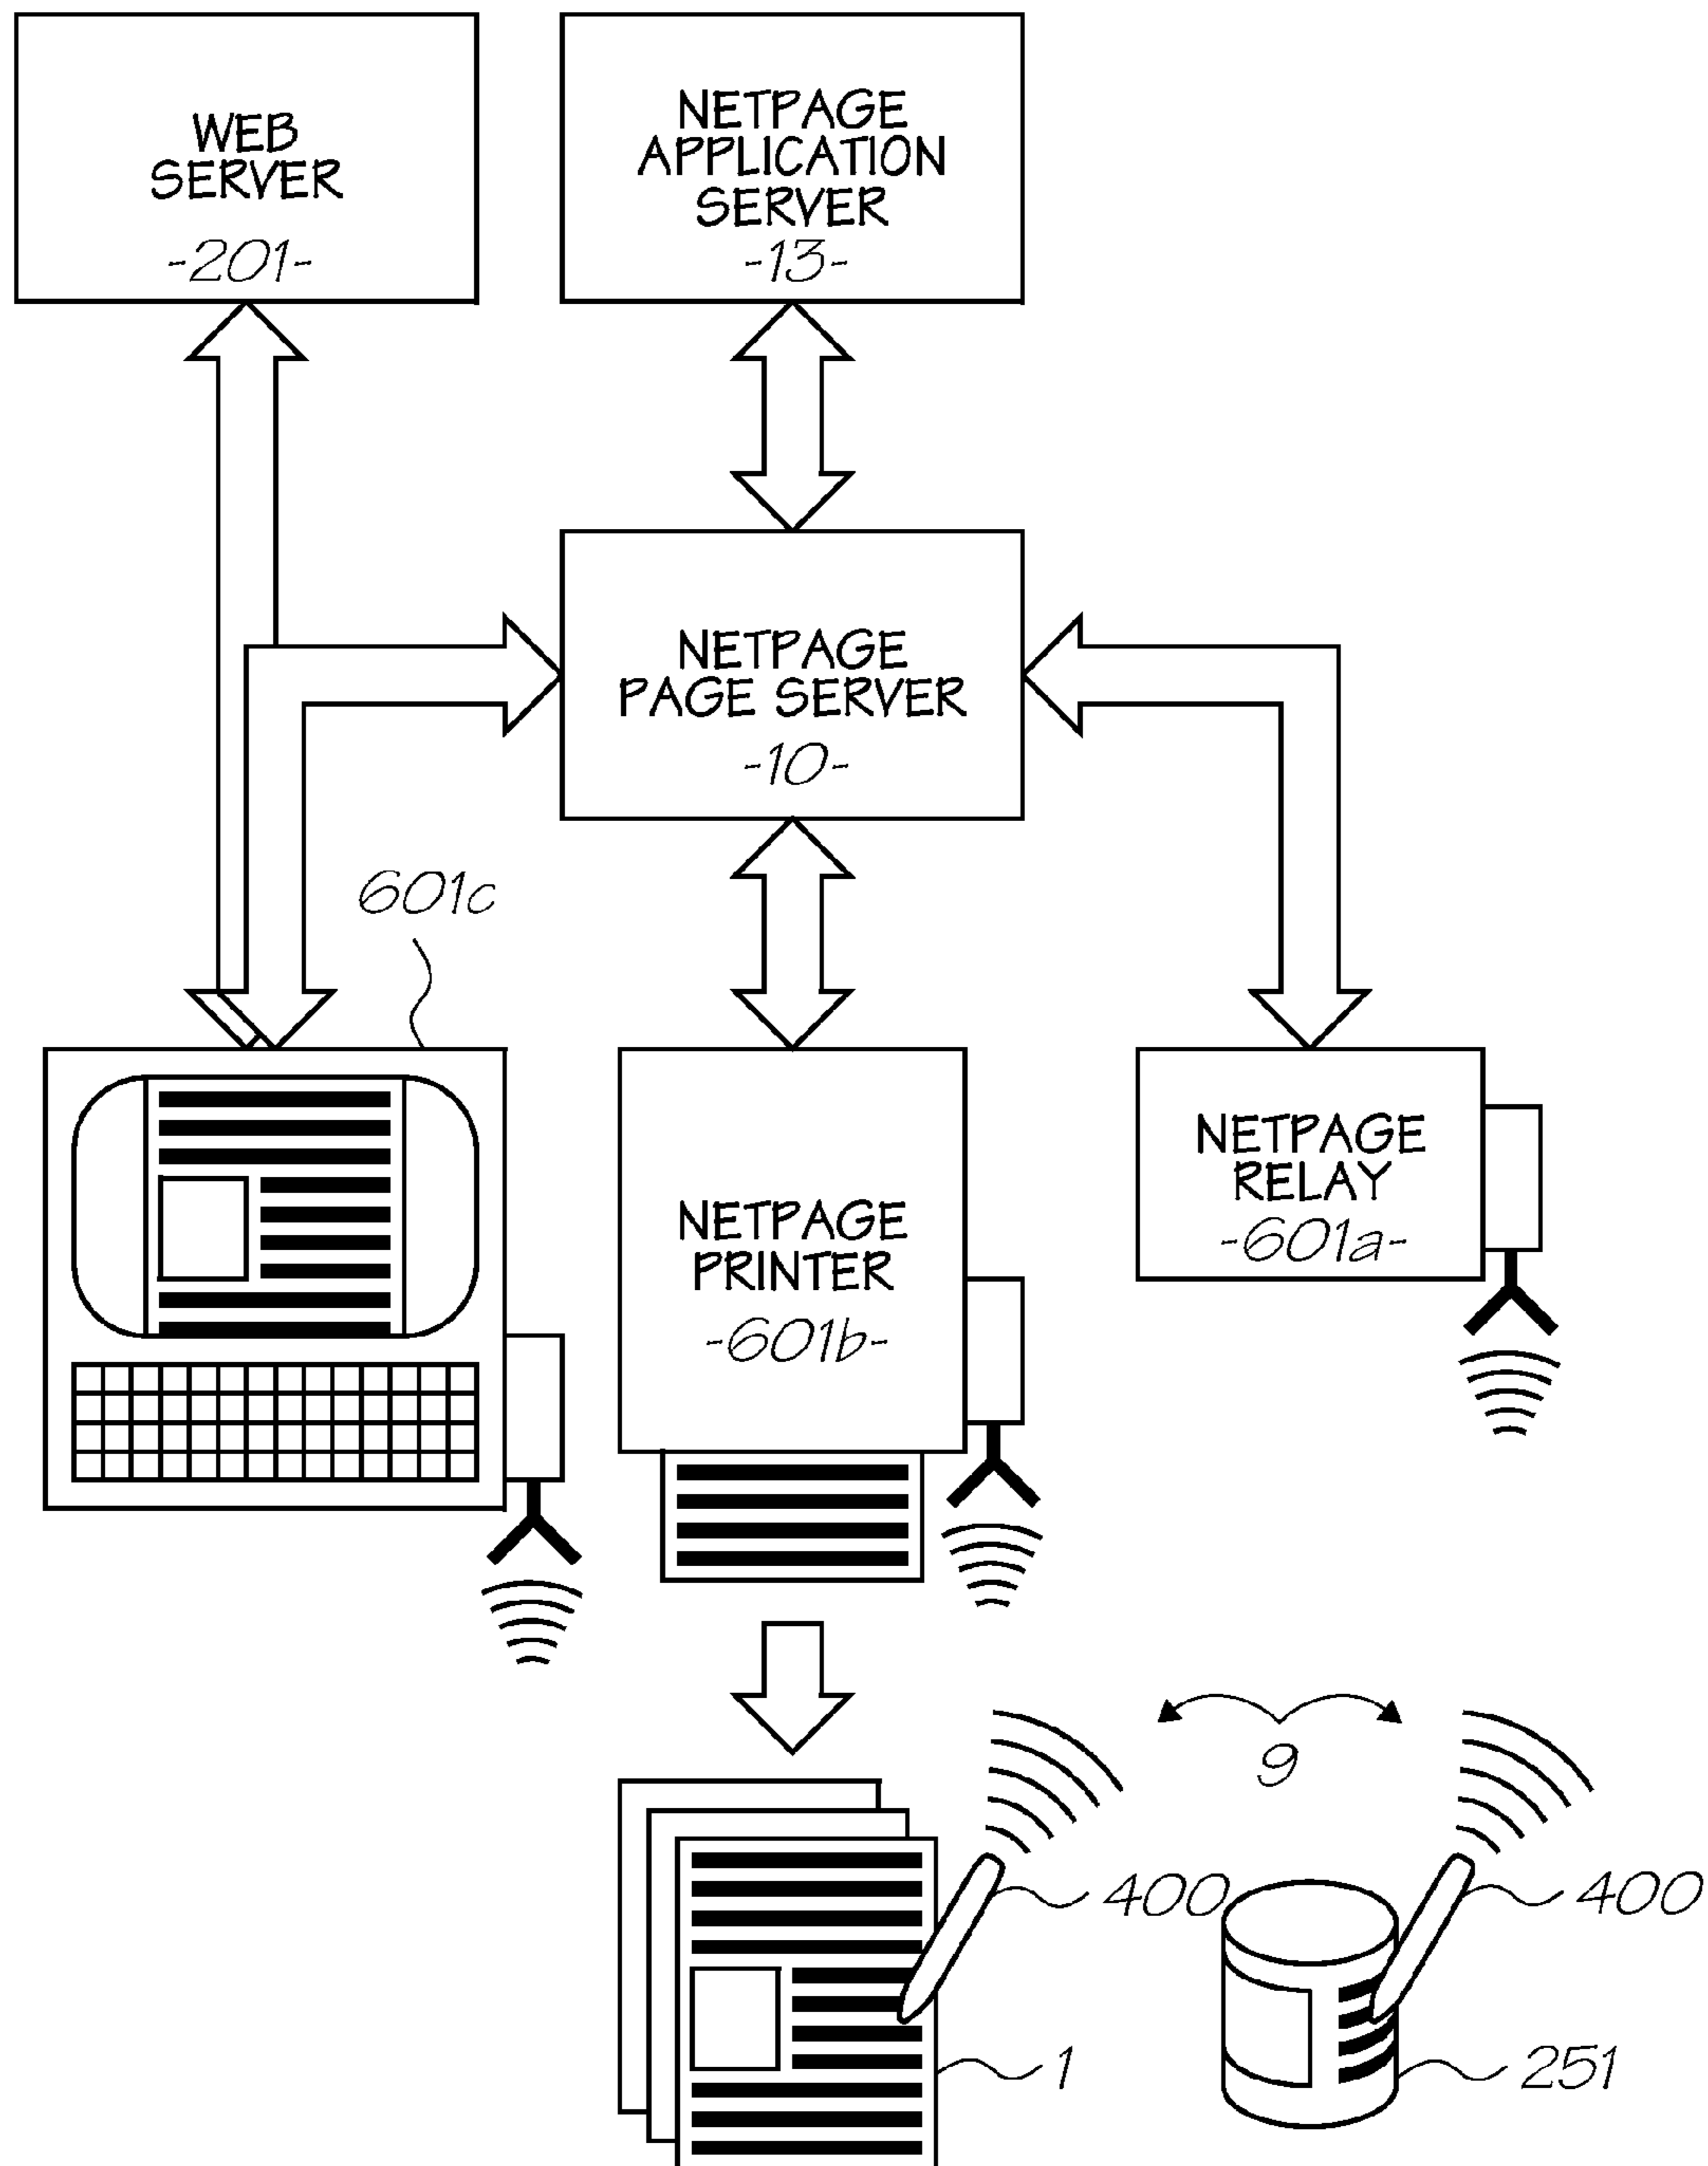 WEB
SERVER
-201-
NETPAGE
APPLICATION
SERVER
-13-
NETPAGE
PAGE SERVER
-10-
601c
NETPAGE
PRINTER
-601b-
NETPAGE
RELAY
-601a-
9
400
400
1
251